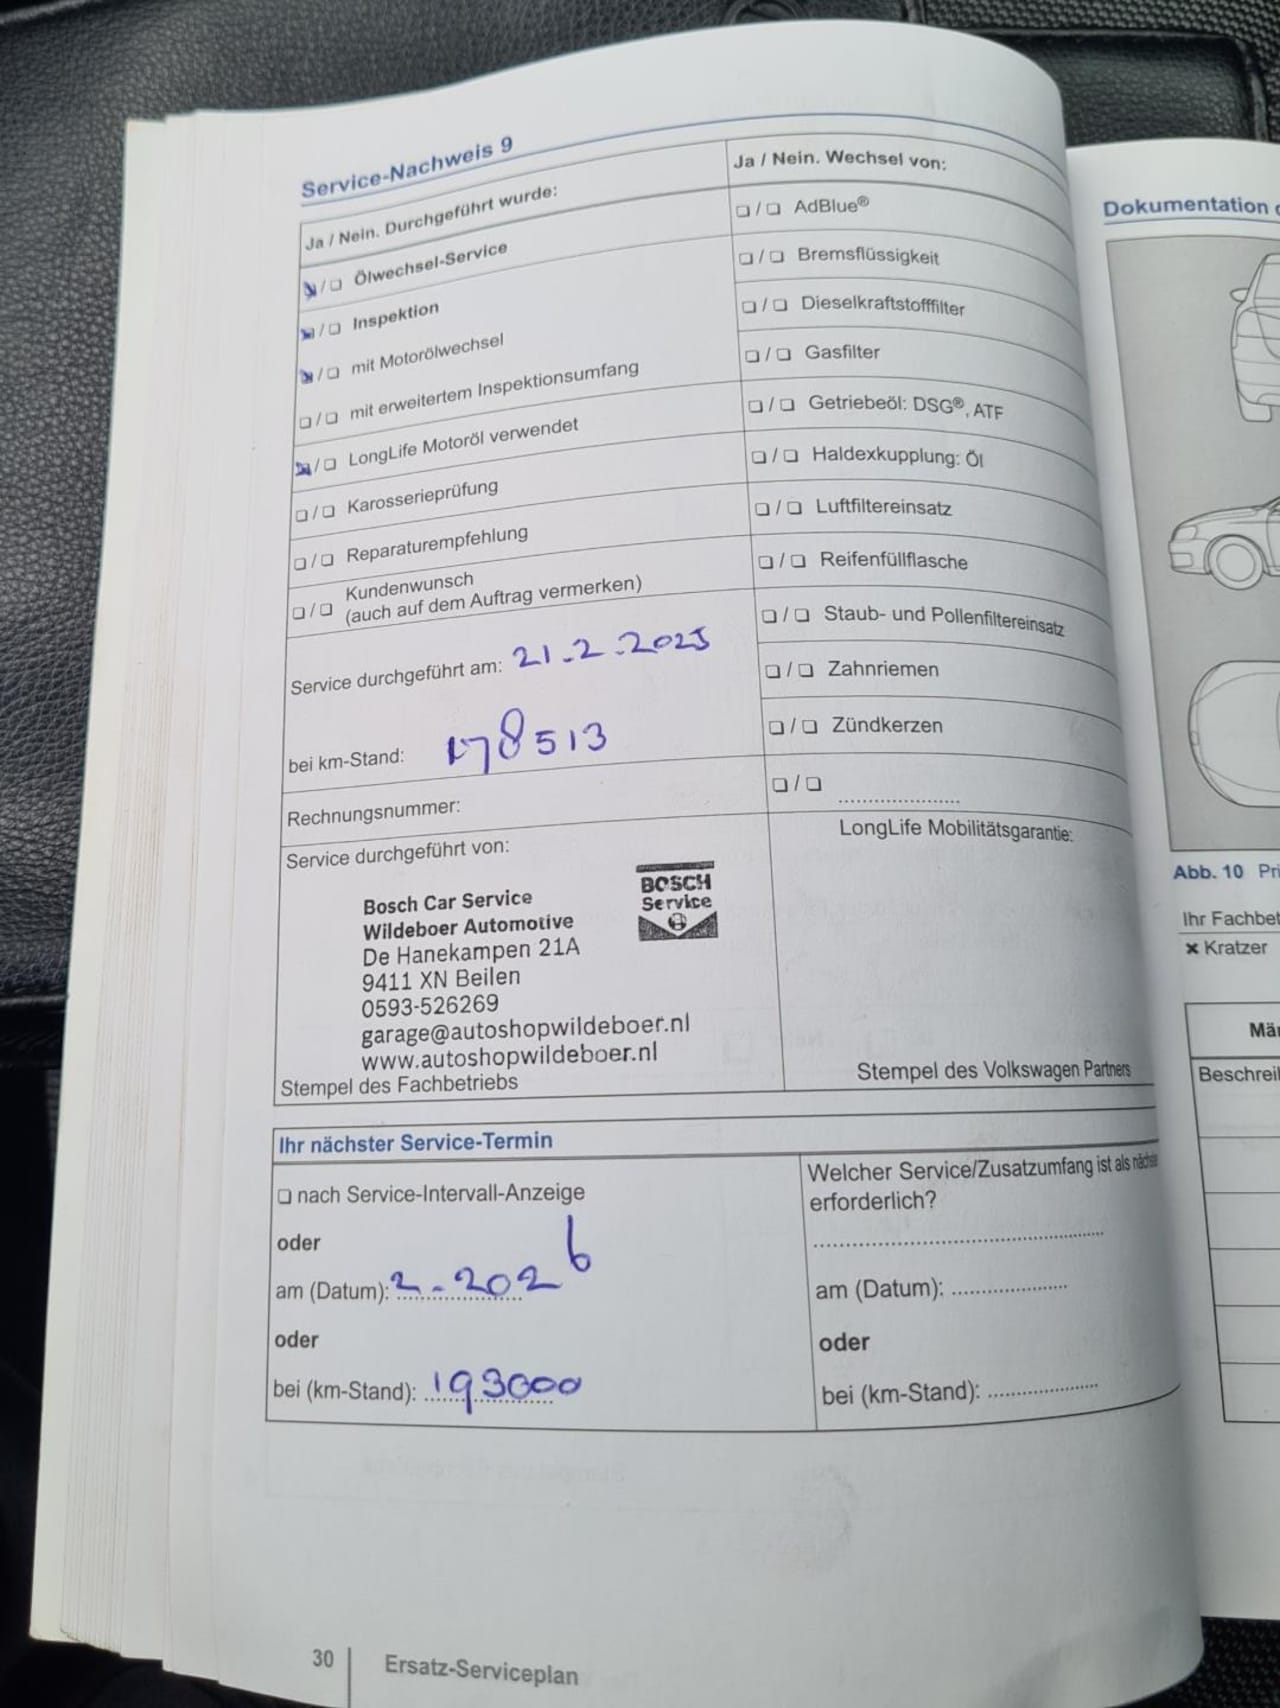 Service-Nachweis 9
Ja / Nein. Durchgeführt wurde:
☒/❏ Ölwechsel-Service
☒/❏ Inspektion
☒/❏ mit Motorölwechsel
❏/❏ mit erweitertem Inspektionsumfang
☒/❏ LongLife Motoröl verwendet
❏/❏ Karosserieprüfung
❏/❏ Reparaturempfehlung
❏/❏ Kundenwunsch
(auch auf dem Auftrag vermerken)
Service durchgeführt am: 21-2-2025
bei km-Stand: 178513
Rechnungsnummer:
Service durchgeführt von:
Bosch Car Service
Wildeboer Automotive
De Hanekampen 21A
9411 XN Beilen
0593-526269
garage@autoshopwildeboer.nl
www.autoshopwildeboer.nl
BOSCH
Service
Stempel des Fachbetriebs
Ja / Nein. Wechsel von:
❏/❏ AdBlue®
❏/❏ Bremsflüssigkeit
❏/❏ Dieselkraftstofffilter
❏/❏ Gasfilter
❏/❏ Getriebeöl: DSG®, ATF
❏/❏ Haldexkupplung: Öl
❏/❏ Luftfiltereinsatz
❏/❏ Reifenfüllflasche
❏/❏ Staub- und Pollenfiltereinsatz
❏/❏ Zahnriemen
❏/❏ Zündkerzen
❏/❏ .....................
LongLife Mobilitätsgarantie:
Stempel des Volkswagen Partners
Ihr nächster Service-Termin
❏ nach Service-Intervall-Anzeige
oder
am (Datum): 2-2026
oder
bei (km-Stand): 193000
Welcher Service/Zusatzumfang ist als
erforderlich?
am (Datum): ....................
oder
bei (km-Stand): ...................
30
Ersatz-Serviceplan
Dokumentation
Abb. 10
Ihr
× Kratzer